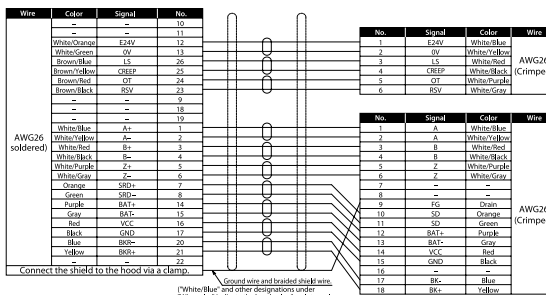 Wire Color Signal No.
– – 10
– – 11
White/Orange E24V 12
White/Green 0V 13
Brown/Blue LS 26
Brown/Yellow CREEP 25
Brown/Red OT 24
Brown/Black RSV 23
– – 9
– – 18
– – 19
White/Blue A+ 1
AWG26 White/Yellow A– 2
soldered) White/Red B+ 3
White/Black B– 4
White/Purple Z+ 5
White/Gray Z– 6
Orange SRD+ 7
Green SRD– 8
Purple BAT+ 14
Gray BAT- 15
Red VCC 16
Black GND 17
Blue BKR– 20
Yellow BKR+ 21
– – 22
Connect the shield to the hood via a clamp.
No. Signal Color Wire
1 E24V White/Blue
2 0V White/Yellow
3 LS White/Red AWG26
4 CREEP White/Black (Crimpe
5 OT White/Purple
6 RSV White/Gray
No. Signal Color Wire
1 A White/Blue
2 A White/Yellow
3 B White/Red
4 B White/Black
5 Z White/Purple
6 Z White/Gray
7 – –
8 – –
9 FG Drain AWG26
10 SD Orange (Crimpe
11 SD Green
12 BAT+ Purple
13 BAT- Gray
14 VCC Red
15 GND Black
16 – –
17 BK- Blue
18 BK+ Yellow
Ground wire and braided shield wire.
("White/Blue" and other designations under